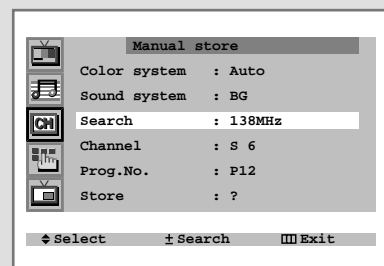 Manual store
Color system : Auto
Sound system : BG
CH
Search : 138MHz
Channel : S 6
Prog.No. : P12
Store : ?
Select ± Search Exit